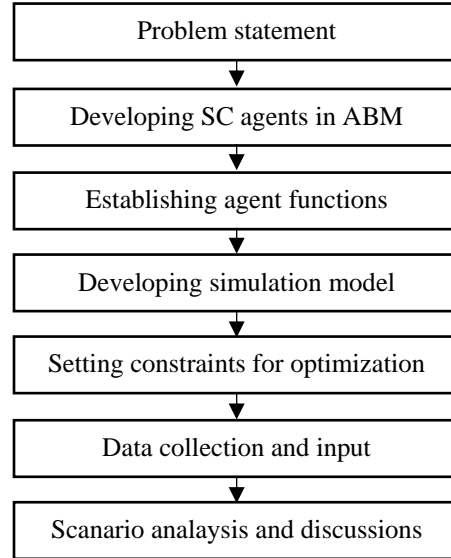 Problem statement
Developing SC agents in ABM
Establishing agent functions
Developing simulation model
Setting constraints for optimization
Data collection and input
Scanario analaysis and discussions